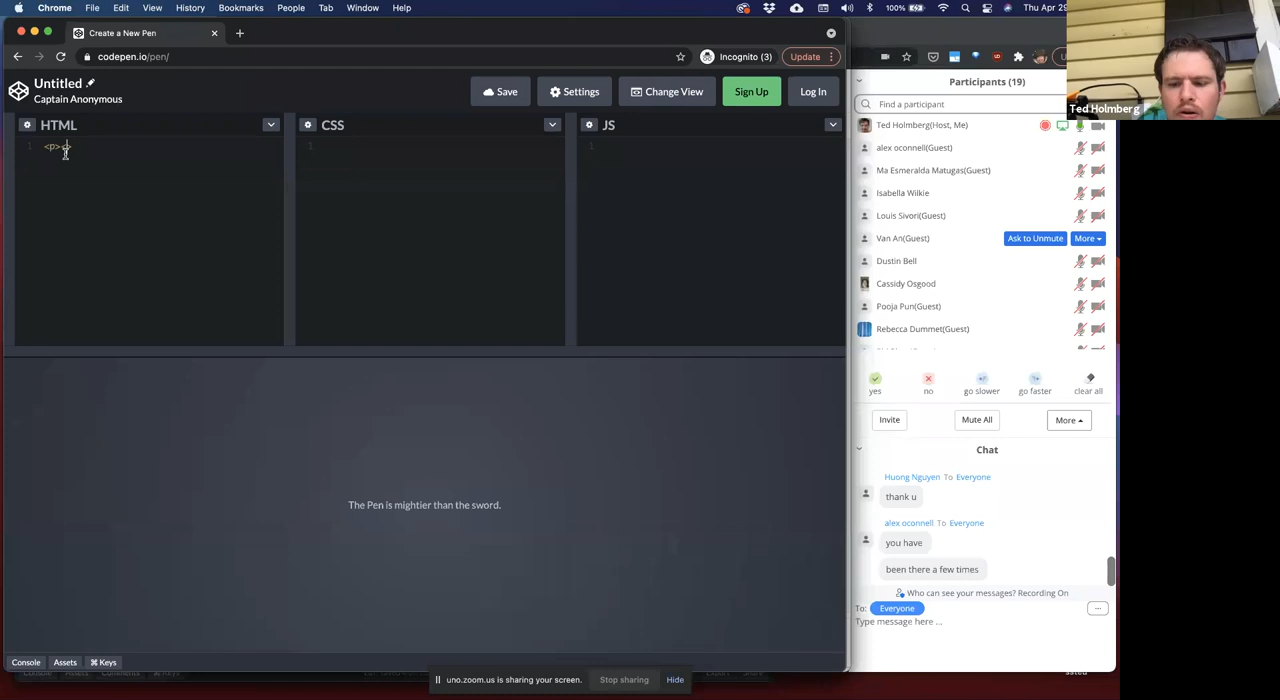 Chrome File Edit View History Bookmarks People Tab Window Help
100%
Thu Apr 29
Create a New Pen
codepen.io/pen/
Incognito (3)
Update
Untitled
Captain Anonymous
Save
Settings
Change View
Sign Up
Log In
HTML
CSS
JS
1 <p><>
1
1
The Pen is mightier than the sword.
Console
Assets
⌘ Keys
uno.zoom.us is sharing your screen.
Stop sharing
Hide
Ted Holmberg
Participants (19)
Find a participant
Ted Holmberg(Host, Me)
alex oconnell(Guest)
Ma Esmeralda Matugas(Guest)
Isabella Wilkie
Louis Sivori(Guest)
Van An(Guest)
Ask to Unmute
More
Dustin Bell
Cassidy Osgood
Pooja Pun(Guest)
Rebecca Dummet(Guest)
yes
no
go slower
go faster
clear all
Invite
Mute All
More
Chat
Huong Nguyen To Everyone
thank u
alex oconnell To Everyone
you have
been there a few times
Who can see your messages? Recording On
To: Everyone
Type message here ...